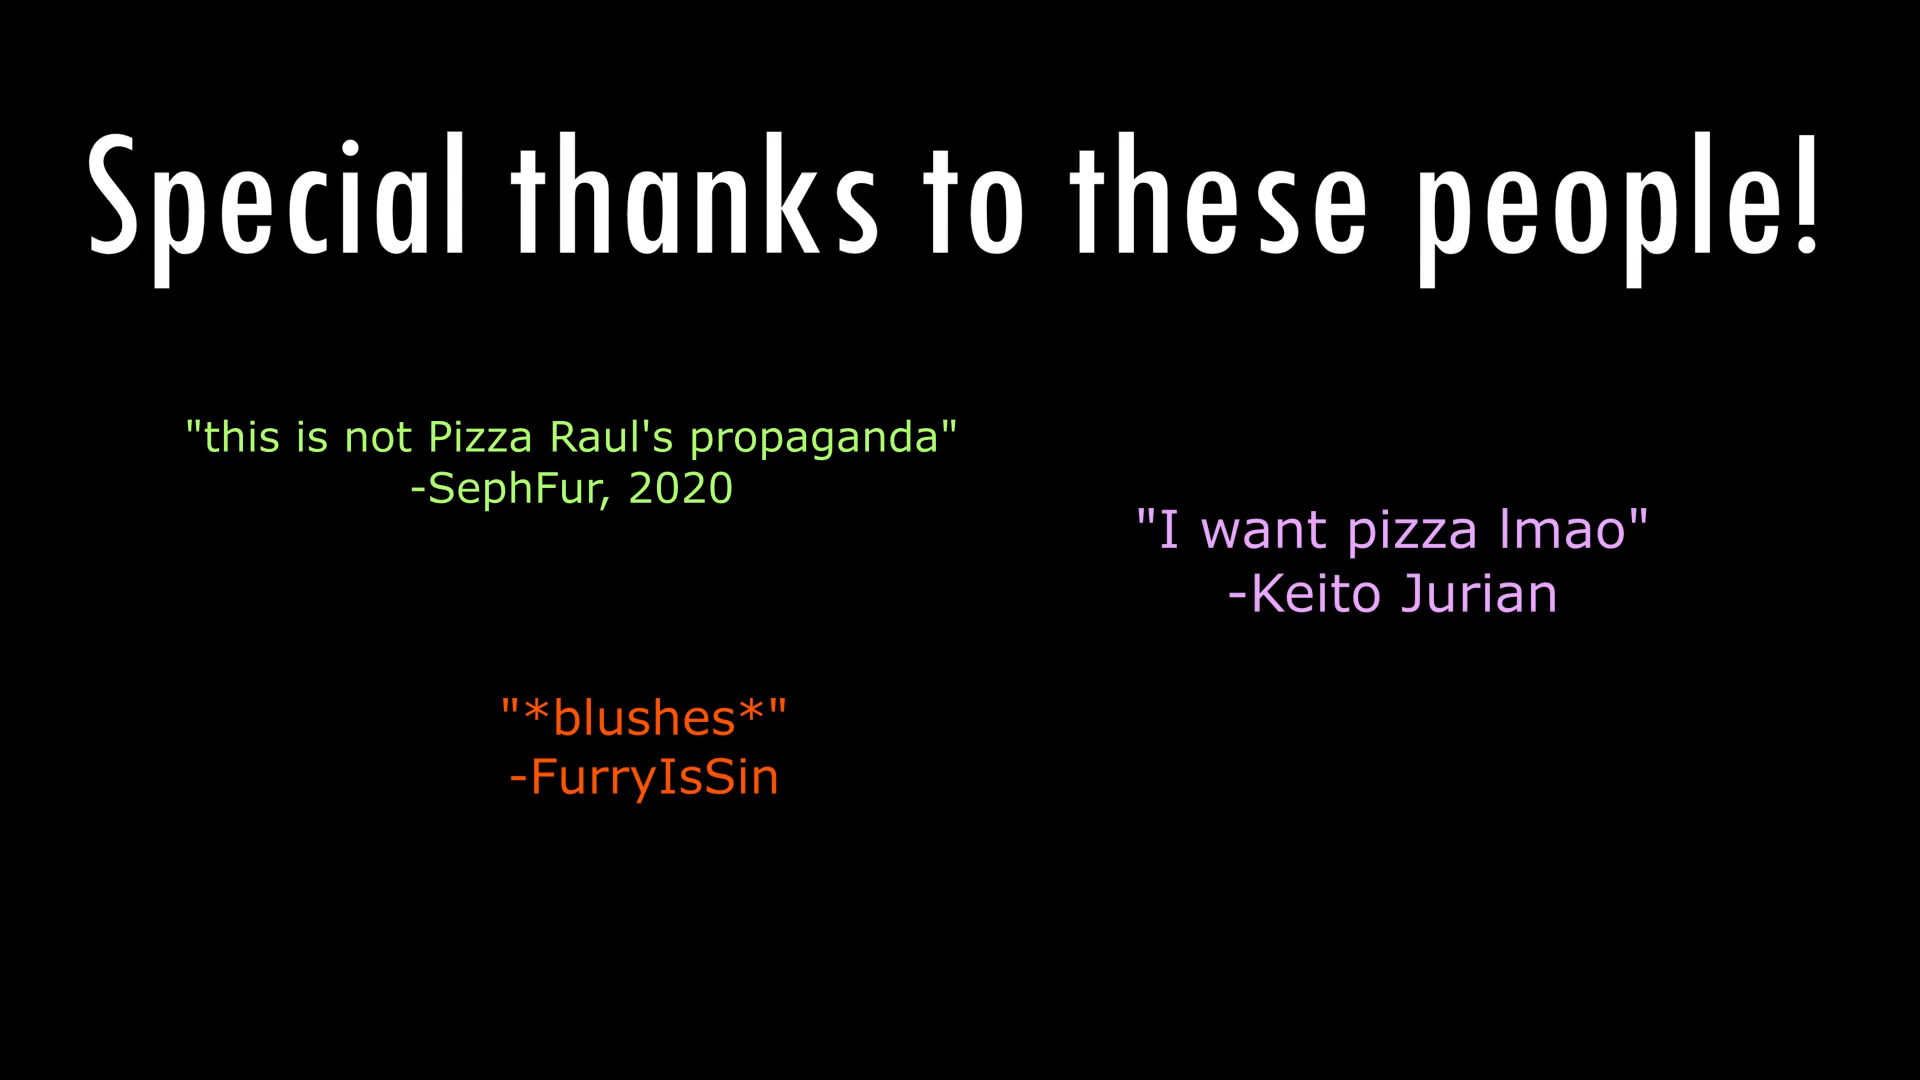 Special thanks to these people!
"this is not Pizza Raul's propaganda"
-SephFur, 2020
"I want pizza lmao"
-Keito Jurian
"*blushes*"
-FurryIsSin